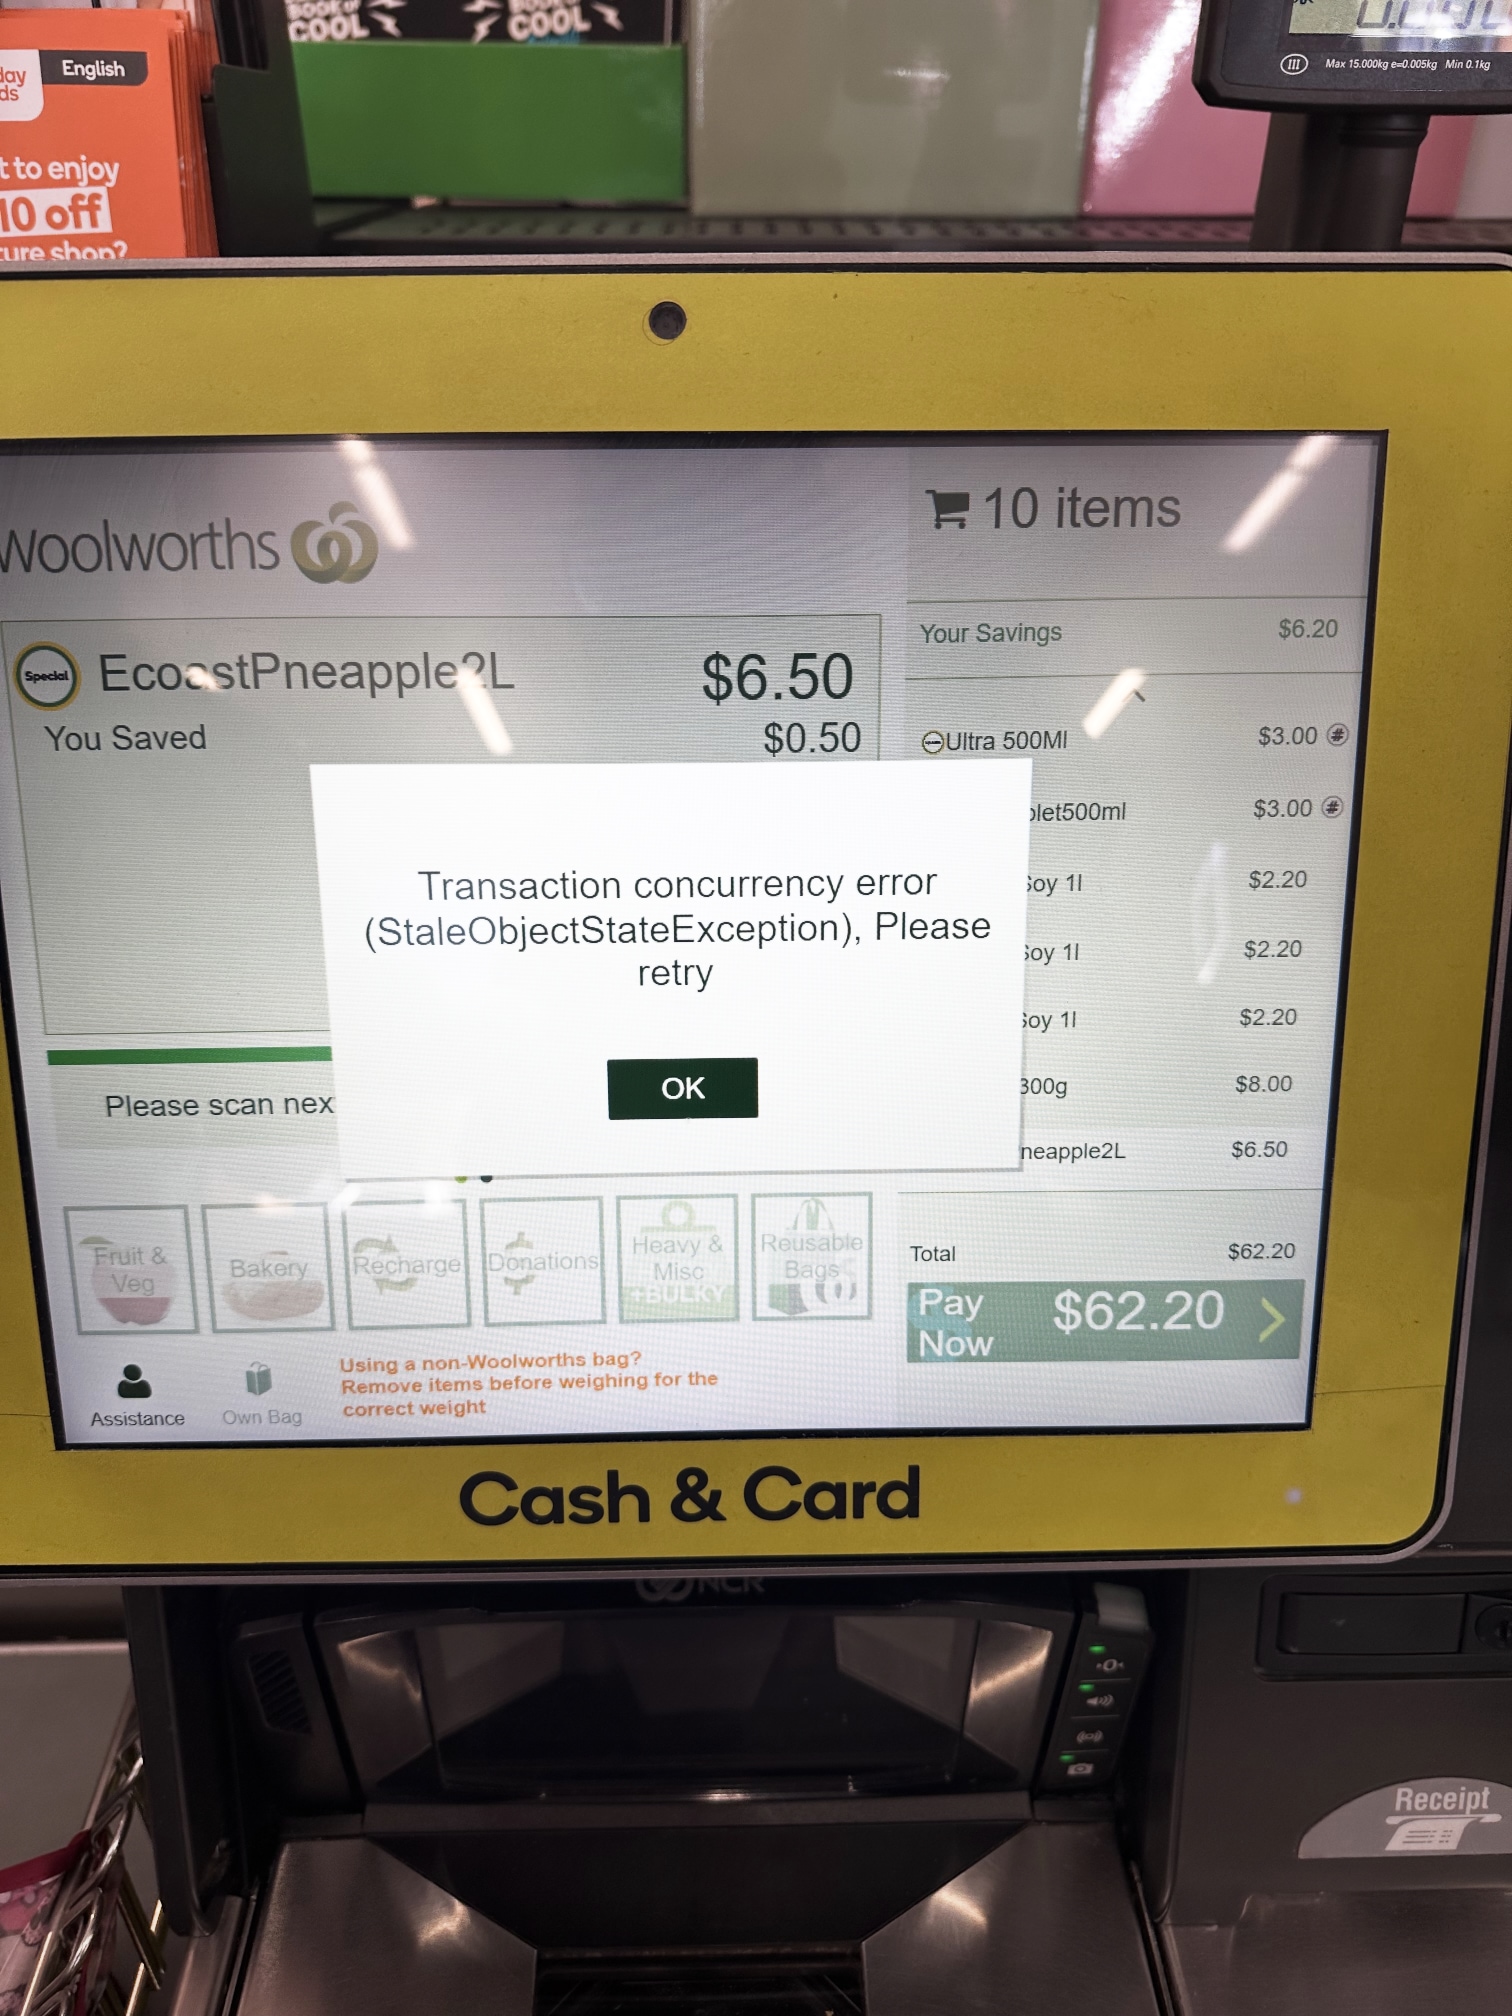 BOOK OF
COOL
COOL
English
day
ds
t to enjoy
10 off
ture shop?
III
Max 15.000kg e=0.005kg Min 0.1kg
Woolworths
10 items
Your Savings
$6.20
Special
EcoastPneapple2L
$6.50
You Saved
$0.50
Ultra 500Ml
$3.00 #
olet500ml
$3.00 #
Soy 1l
$2.20
Soy 1l
$2.20
Soy 1l
$2.20
300g
$8.00
neapple2L
$6.50
Transaction concurrency error
(StaleObjectStateException), Please
retry
OK
Please scan nex
Fruit &
Veg
Bakery
Recharge
Donations
Heavy &
Misc
+BULKY
Reusable
Bags
Total
$62.20
Pay
Now
$62.20
Assistance
Own Bag
Using a non-Woolworths bag?
Remove items before weighing for the
correct weight
Cash & Card
NCR
Receipt